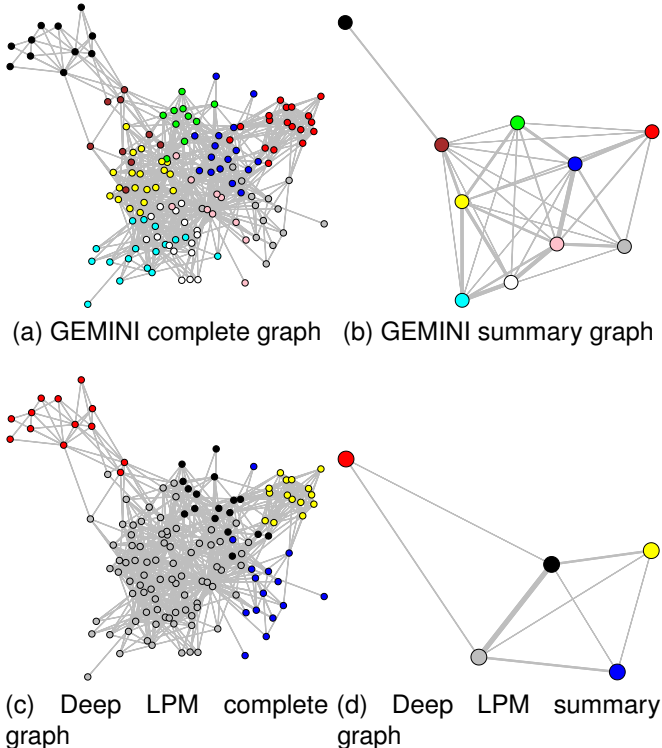 (a) GEMINI complete graph
(b) GEMINI summary graph
(c) Deep LPM complete
graph
(d) Deep LPM summary
graph